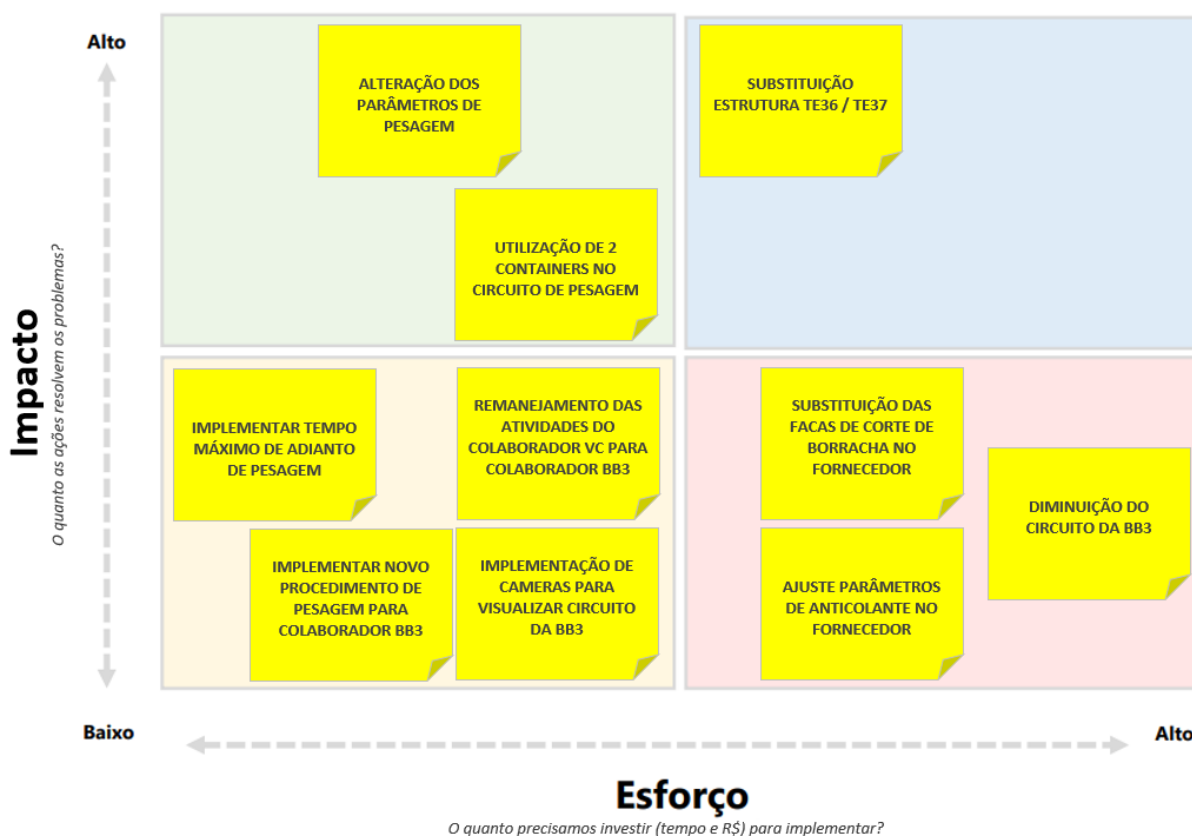 Alto
ALTERAÇÃO DOS
PARÂMETROS DE
PESAGEM
SUBSTITUIÇÃO
ESTRUTURA TE36 / TE37
UTILIZAÇÃO DE 2
CONTAINERS NO
CIRCUITO DE PESAGEM
Impacto
O quanto as ações resolvem os problemas?
IMPLEMENTAR TEMPO
MÁXIMO DE ADIANTO
DE PESAGEM
REMANEJAMENTO DAS
ATIVIDADES DO
COLABORADOR VC PARA
COLABORADOR BB3
SUBSTITUIÇÃO DAS
FACAS DE CORTE DE
BORRACHA NO
FORNECEDOR
DIMINUIÇÃO DO
CIRCUITO DA BB3
IMPLEMENTAR NOVO
PROCEDIMENTO DE
PESAGEM PARA
COLABORADOR BB3
IMPLEMENTAÇÃO DE
CAMERAS PARA
VISUALIZAR CIRCUITO
DA BB3
AJUSTE PARÂMETROS
DE ANTICOLANTE NO
FORNECEDOR
Baixo
Alto
Esforço
O quanto precisamos investir (tempo e R$) para implementar?